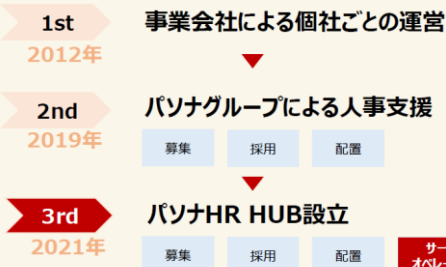 1st 事業会社による個社ごとの運営
2012年
2nd パソナグループによる人事支援
2019年
募集 採用 配置
3rd パソナHR HUB設立
2021年
募集 採用 配置